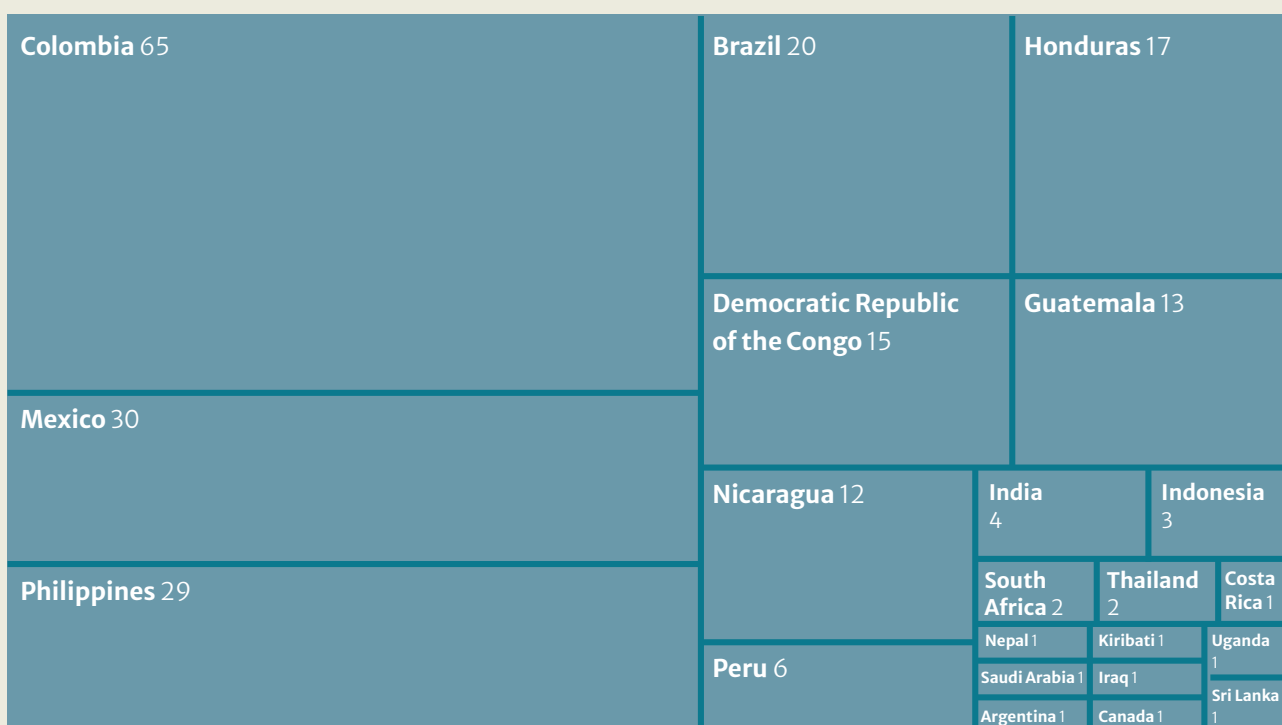 Colombia 65
Brazil 20
Honduras 17
Democratic Republic
of the Congo 15
Guatemala 13
Mexico 30
Nicaragua 12
India
4
Indonesia
3
Philippines 29
South
Africa 2
Thailand
2
Costa
Rica 1
Nepal 1
Kiribati 1
Uganda
1
Peru 6
Saudi Arabia 1
Iraq 1
Sri Lanka
1
Argentina 1
Canada 1